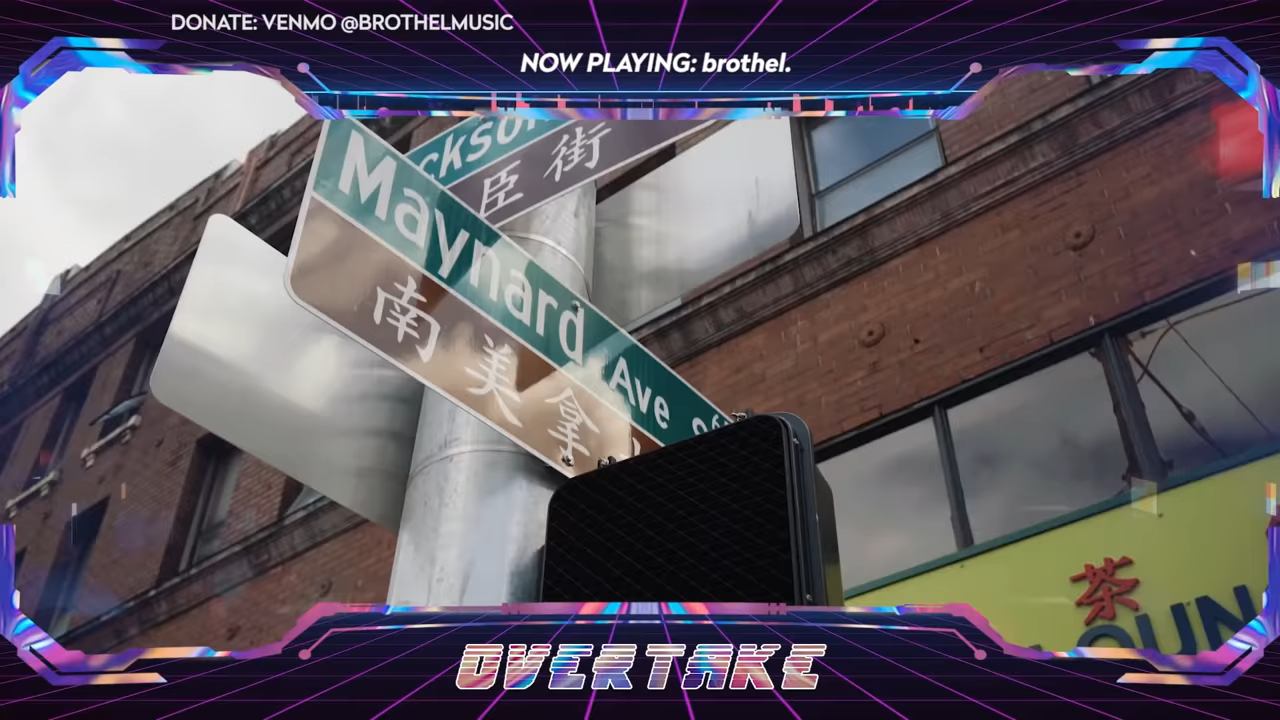 DONATE: VENMO @BROTHELMUSIC
NOW PLAYING: brothel.
ckson
臣 街
Maynard Ave
南 美 拿
茶
OUN
OVERTAKE